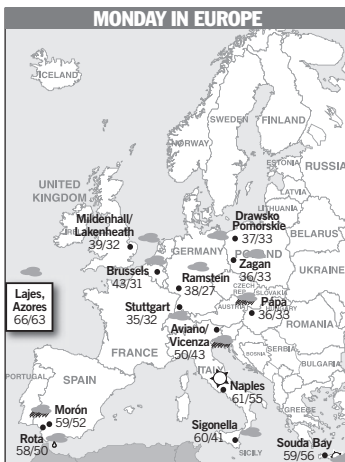 MONDAY IN EUROPE
ICELAND
SWEDEN
FINLAND
NORWAY
RUSSIA
ESTONIA
LATVIA
LITHUANIA
UNITED
KINGDOM
Mildenhall/
Lakenheath
39/32
Drawsko
Pomorskie
37/33
BELARUS
GERMANY
POLAND
Zagan
36/33
UKRAINE
Brussels
43/31
Ramstein
38/27
CZECH
REP.
SLOVAKIA
Lajes,
Azores
66/63
Stuttgart
35/32
AUSTRIA
Pápa
36/33
HUNGARY
Aviano/
Vicenza
50/43
ROMANIA
FRANCE
BOSNIA
SERBIA
BULGARIA
ITALY
PORTUGAL
SPAIN
Naples
61/55
Morón
59/52
GREECE
Rota
58/50
Sigonella
60/41
SICILY
Souda Bay
59/56